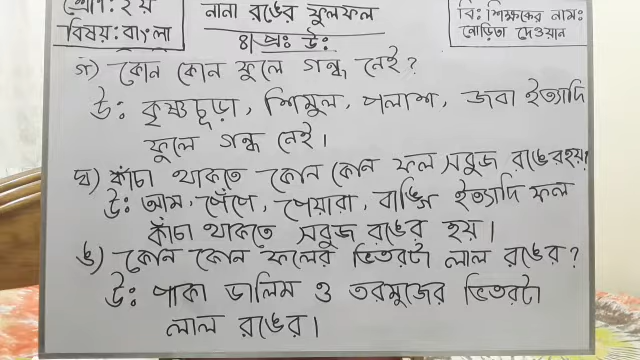 শ্রেণি: ২য়
বিষয়: বাংলা
নানা রঙের ফুলফল
৪। প্রঃ উঃ
বি: শিক্ষকের নাম:
নোড়িতা দেওয়ান
গ) কোন কোন ফুলে গন্ধ নেই?
উঃ কৃষ্ণচূড়া, শিমুল, পলাশ, জবা ইত্যাদি
ফুলে গন্ধ নেই।
ঘ) কাঁচা থাকতে কোন কোন ফল সবুজ রঙের হয়?
উঃ আম, পেঁপে, পেয়ারা, বাঙ্গি ইত্যাদি ফল
কাঁচা থাকতে সবুজ রঙের হয়।
ঙ) কোন কোন ফলের ভিতরটা লাল রঙের?
উঃ পাকা ডালিম ও তরমুজের ভিতরটা
লাল রঙের।